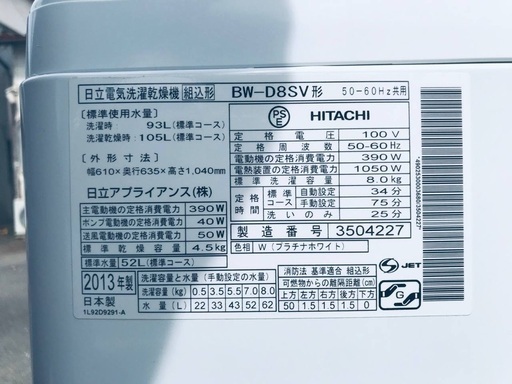 日立電気洗濯乾燥機 組込形 BW-D8SV形 50-60Hz共用
[標準使用水量]
洗濯時 93L(標準コース)
洗濯乾燥時 105L(標準コース)
[外形寸法]
幅610×奥行635×高さ1,040mm
日立アプライアンス(株)
主電動機の定格消費電力 390W
ポンプ電動機の定格消費電力 40W
送風電動機の定格消費電力 50W
標準乾燥容量 4.5kg
標準水量 52L(標準コース)
PSE HITACHI
定格電圧 100V
定格周波数 50-60Hz
電動機の定格消費電力 390W
電熱装置の定格消費電力 1050W
標準洗濯容量 8.0kg
定格時間 標準 自動設定 34分
標準 手動設定 75分
洗いのみ 25分
製造番号 3504227
色形 W(プラチナホワイト)
2013年製
日本製
1L92D9291-A
洗濯容量と水量(手動設定の水量)
洗濯容量(kg) 0.5 3.5 5.5 7.0 8.0
水量(L) 22 33 43 52 62
消防法 基準適合 組込形
可燃物からの離隔距離(cm)
上方 左方 右方 前方 後方 下方
50 1.5 1.5 1.5 1.5 0
S JET
G